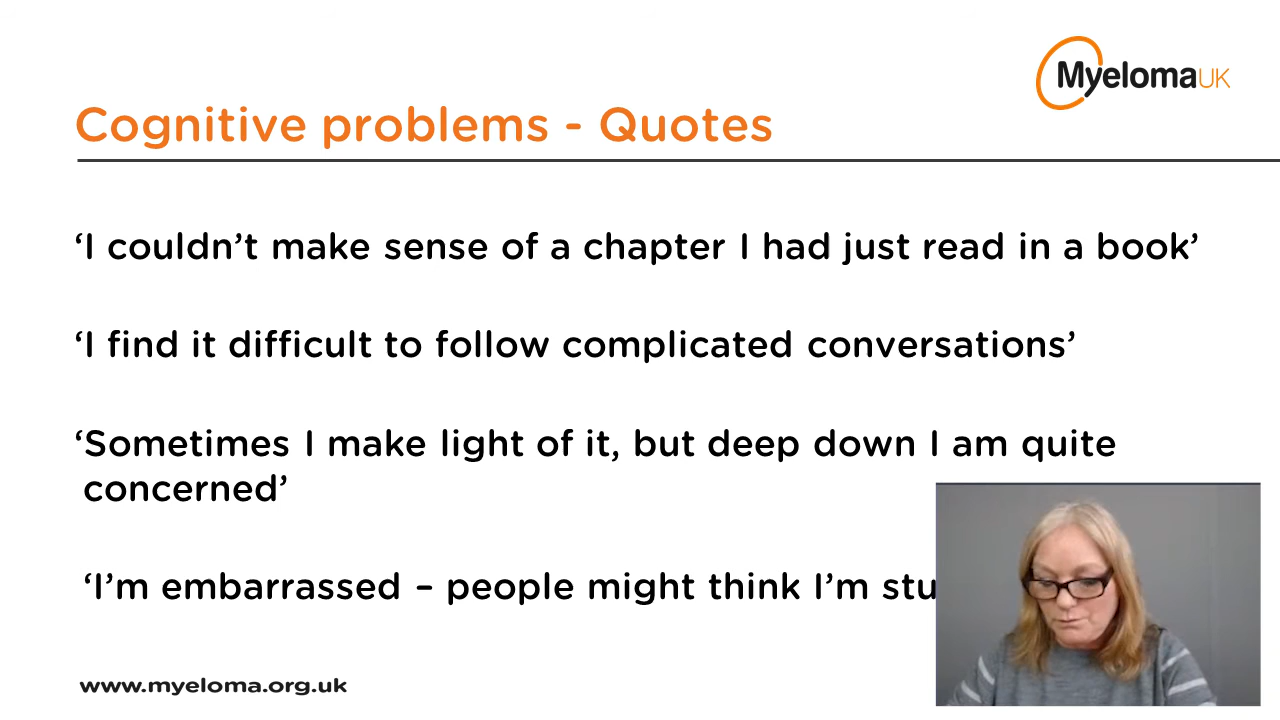 MyelomaUK
Cognitive problems - Quotes
‘I couldn’t make sense of a chapter I had just read in a book’
‘I find it difficult to follow complicated conversations’
‘Sometimes I make light of it, but deep down I am quite
concerned’
‘I’m embarrassed – people might think I’m
www.myeloma.org.uk